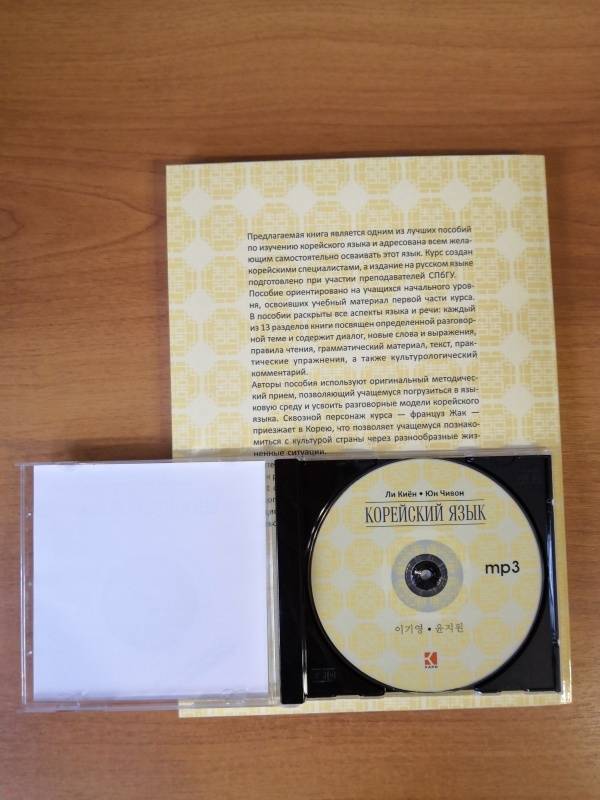 Предлагаемая книга является одним из лучших пособий
по изучению корейского языка и адресована всем жела-
ющим самостоятельно осваивать этот язык. Курс создан
корейскими специалистами, а издание на русском языке
подготовлено при участии преподавателей СПбГУ.
Пособие ориентировано на учащихся начального уров-
ня, освоивших учебный материал первой части курса.
В пособии раскрыты все аспекты языка и речи: каждый
из 13 разделов книги посвящен определенной разговор-
ной теме и содержит диалог, новые слова и выражения,
правила чтения, грамматический материал, текст, прак-
тические упражнения, а также культурологический
комментарий.
Авторы пособия используют оригинальный методичес-
кий прием, позволяющий учащемуся погрузиться в язы-
ковую среду и усвоить разговорные модели корейского
языка. Сквозной персонаж курса — француз Жак —
приезжает в Корею, что позволяет учащемуся познако-
миться с культурой страны через разнообразные жиз-
ненные ситуации.
Ли Киён • Юн Чивон
КОРЕЙСКИЙ ЯЗЫК
mp3
이기영 • 윤지원
КАРО